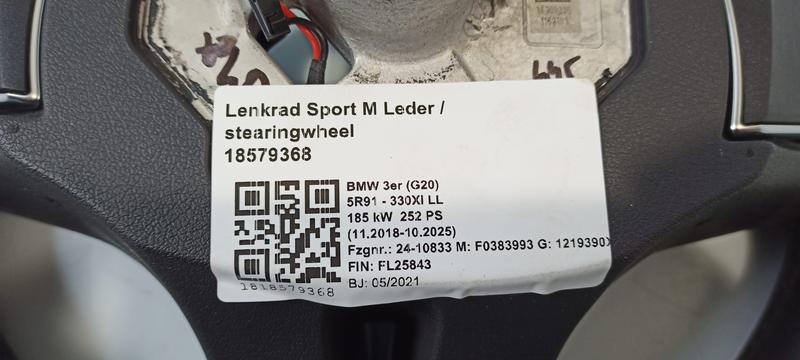 Lenkrad Sport M Leder /
stearingwheel
18579368
BMW 3er (G20)
5R91 - 330Xi LL
185 kW 252 PS
(11.2018-10.2025)
Fzgnr.: 24-10833 M: F0383993 G: 1219390X
FIN: FL25843
BJ: 05/2021
1818579368